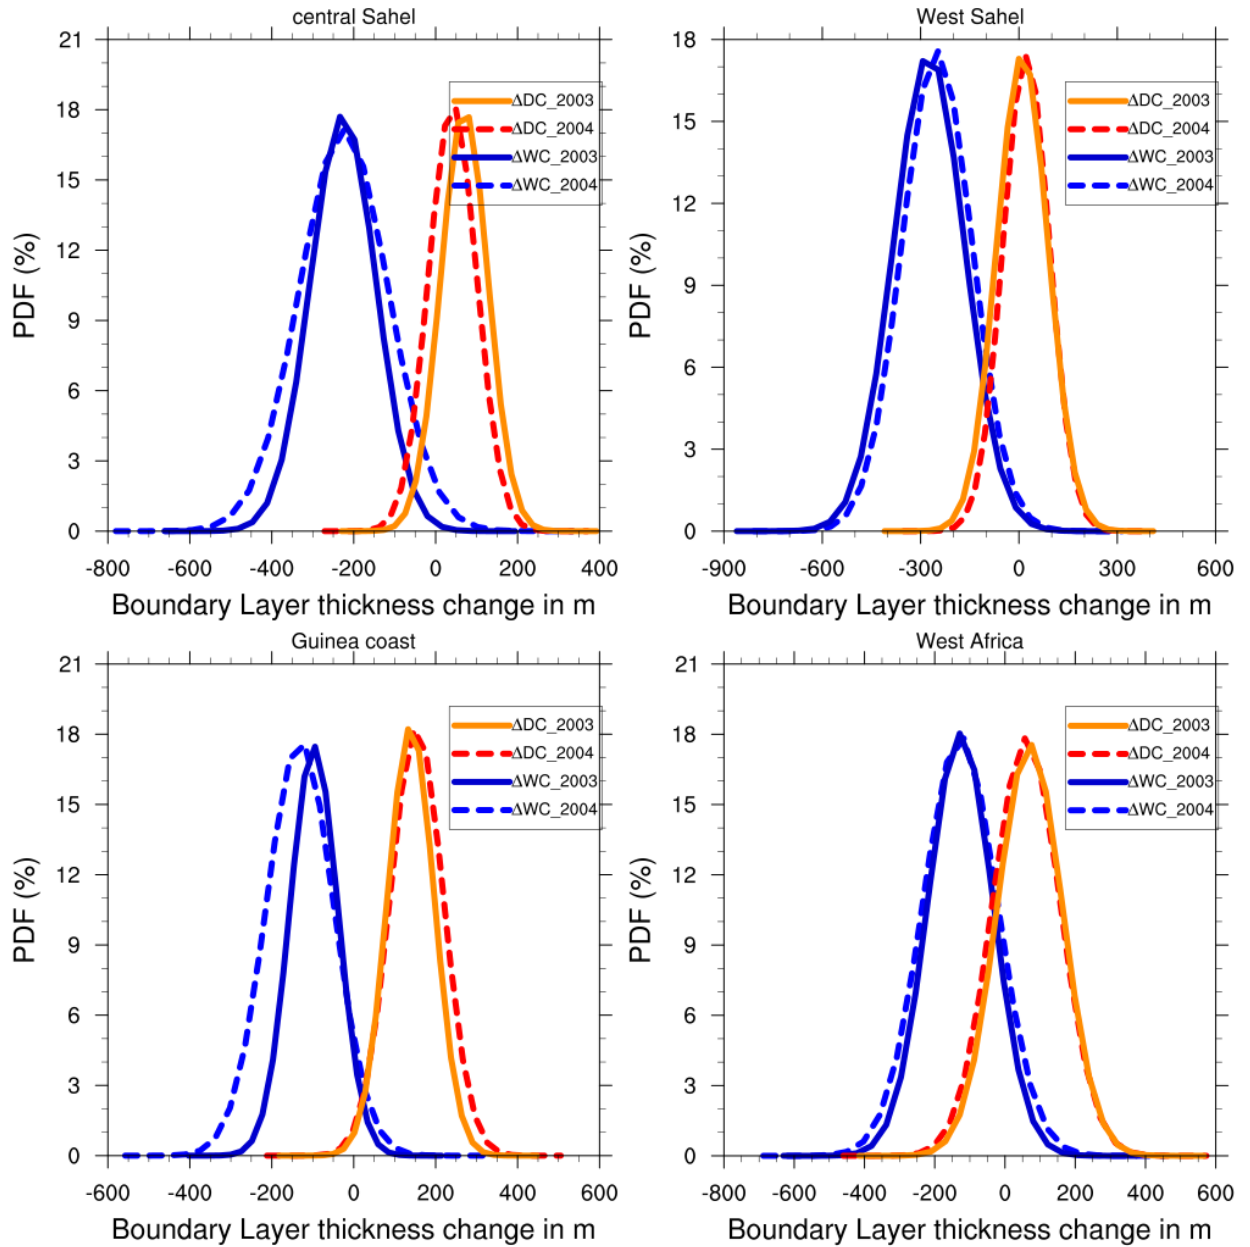 central Sahel
21
18
15
12
9
6
3
0
PDF (%)
ΔDC_2003
ΔDC_2004
ΔWC_2003
ΔWC_2004
-800 -600 -400 -200 0 200 400
Boundary Layer thickness change in m
West Sahel
18
15
12
9
6
3
0
PDF (%)
ΔDC_2003
ΔDC_2004
ΔWC_2003
ΔWC_2004
-900 -600 -300 0 300 600
Boundary Layer thickness change in m
Guinea coast
21
18
15
12
9
6
3
0
PDF (%)
ΔDC_2003
ΔDC_2004
ΔWC_2003
ΔWC_2004
-600 -400 -200 0 200 400 600
Boundary Layer thickness change in m
West Africa
21
18
15
12
9
6
3
0
PDF (%)
ΔDC_2003
ΔDC_2004
ΔWC_2003
ΔWC_2004
-800 -600 -400 -200 0 200 400 600
Boundary Layer thickness change in m